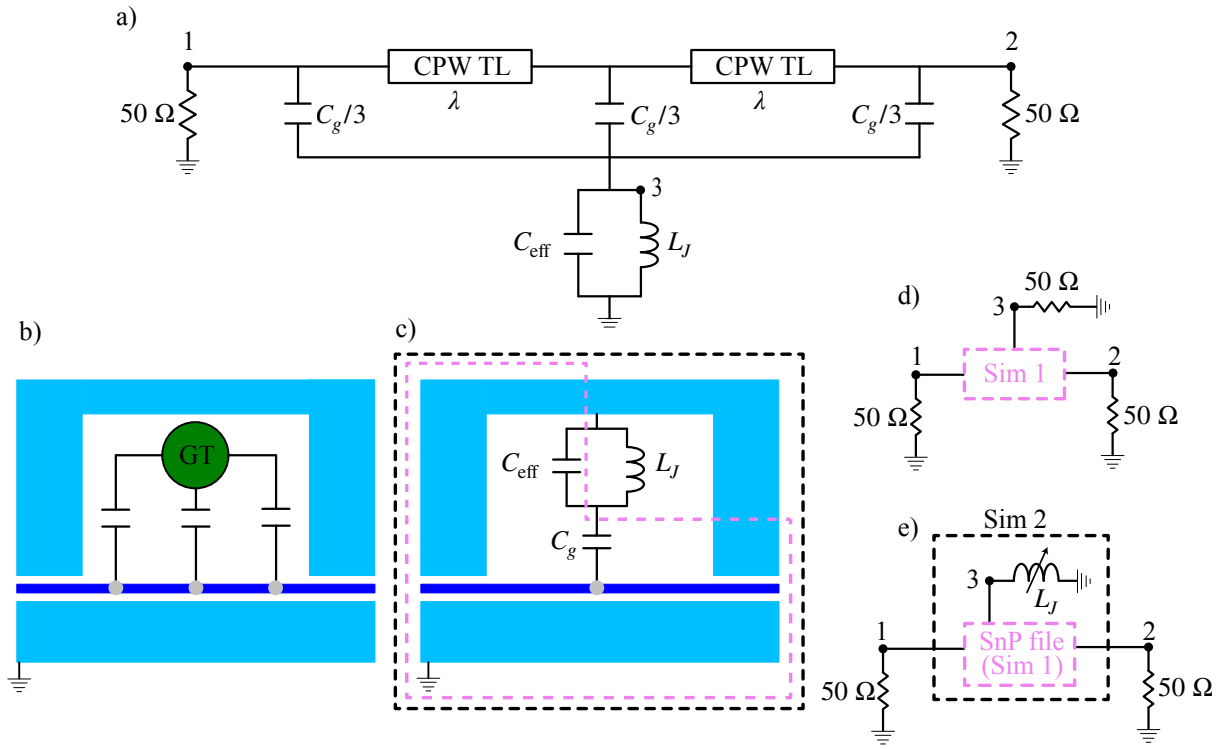 a)
1
2
CPW TL
CPW TL
λ
λ
50 Ω
C_g/3
C_g/3
C_g/3
50 Ω
3
C_eff
L_J
b)
GT
c)
C_eff
L_J
C_g
d)
50 Ω
3
1
2
Sim 1
50 Ω
50 Ω
e)
Sim 2
3
L_J
1
2
SnP file
(Sim 1)
50 Ω
50 Ω